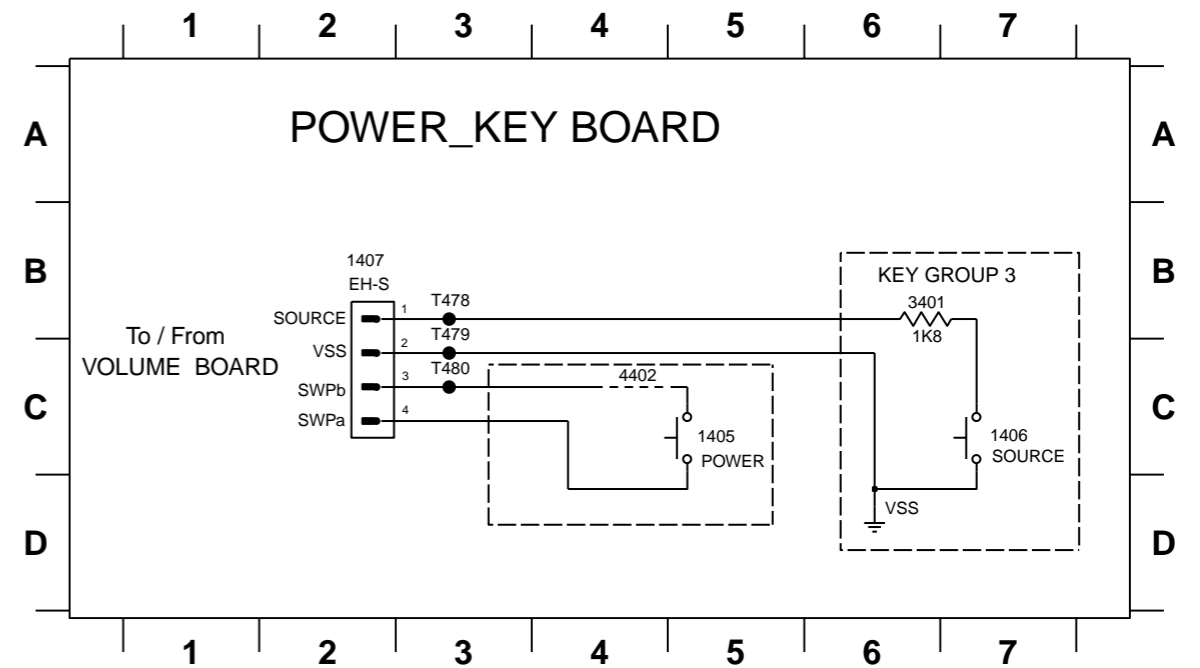 1 2 3 4 5 6 7
A A
POWER_KEY BOARD
B B
1407
EH-S
KEY GROUP 3
SOURCE 1 T478 3401
1K8
To / From
VOLUME BOARD
VSS 2 T479
SWPb 3 T480 4402
C C
SWPa 4
1405
POWER
1406
SOURCE
VSS
D D
1 2 3 4 5 6 7